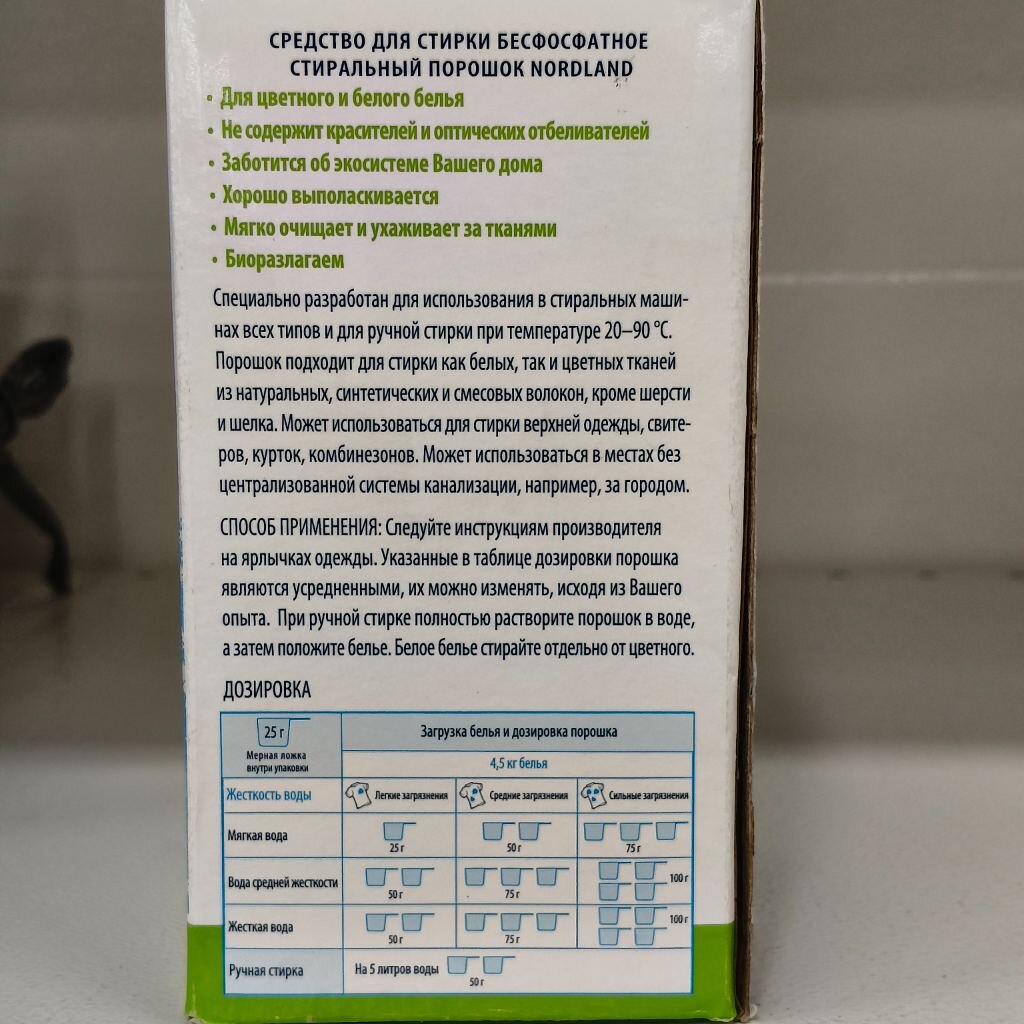 СРЕДСТВО ДЛЯ СТИРКИ БЕСФОСФАТНОЕ
СТИРАЛЬНЫЙ ПОРОШОК NORDLAND
• Для цветного и белого белья
• Не содержит красителей и оптических отбеливателей
• Заботится об экосистеме Вашего дома
• Хорошо выполаскивается
• Мягко очищает и ухаживает за тканями
• Биоразлагаем
Специально разработан для использования в стиральных маши-
нах всех типов и для ручной стирки при температуре 20–90 °С.
Порошок подходит для стирки как белых, так и цветных тканей
из натуральных, синтетических и смесовых волокон, кроме шерсти
и шелка. Может использоваться для стирки верхней одежды, свите-
ров, курток, комбинезонов. Может использоваться в местах без
централизованной системы канализации, например, за городом.
СПОСОБ ПРИМЕНЕНИЯ: Следуйте инструкциям производителя
на ярлычках одежды. Указанные в таблице дозировки порошка
являются усредненными, их можно изменять, исходя из Вашего
опыта. При ручной стирке полностью растворите порошок в воде,
а затем положите белье. Белое белье стирайте отдельно от цветного.
ДОЗИРОВКА
25 г
Мерная ложка
внутри упаковки
Загрузка белья и дозировка порошка
4,5 кг белья
Жесткость воды Легкие загрязнения Средние загрязнения Сильные загрязнения
Мягкая вода 25 г 50 г 75 г
Вода средней жесткости 50 г 75 г 100 г
Жесткая вода 50 г 75 г 100 г
Ручная стирка На 5 литров воды 50 г